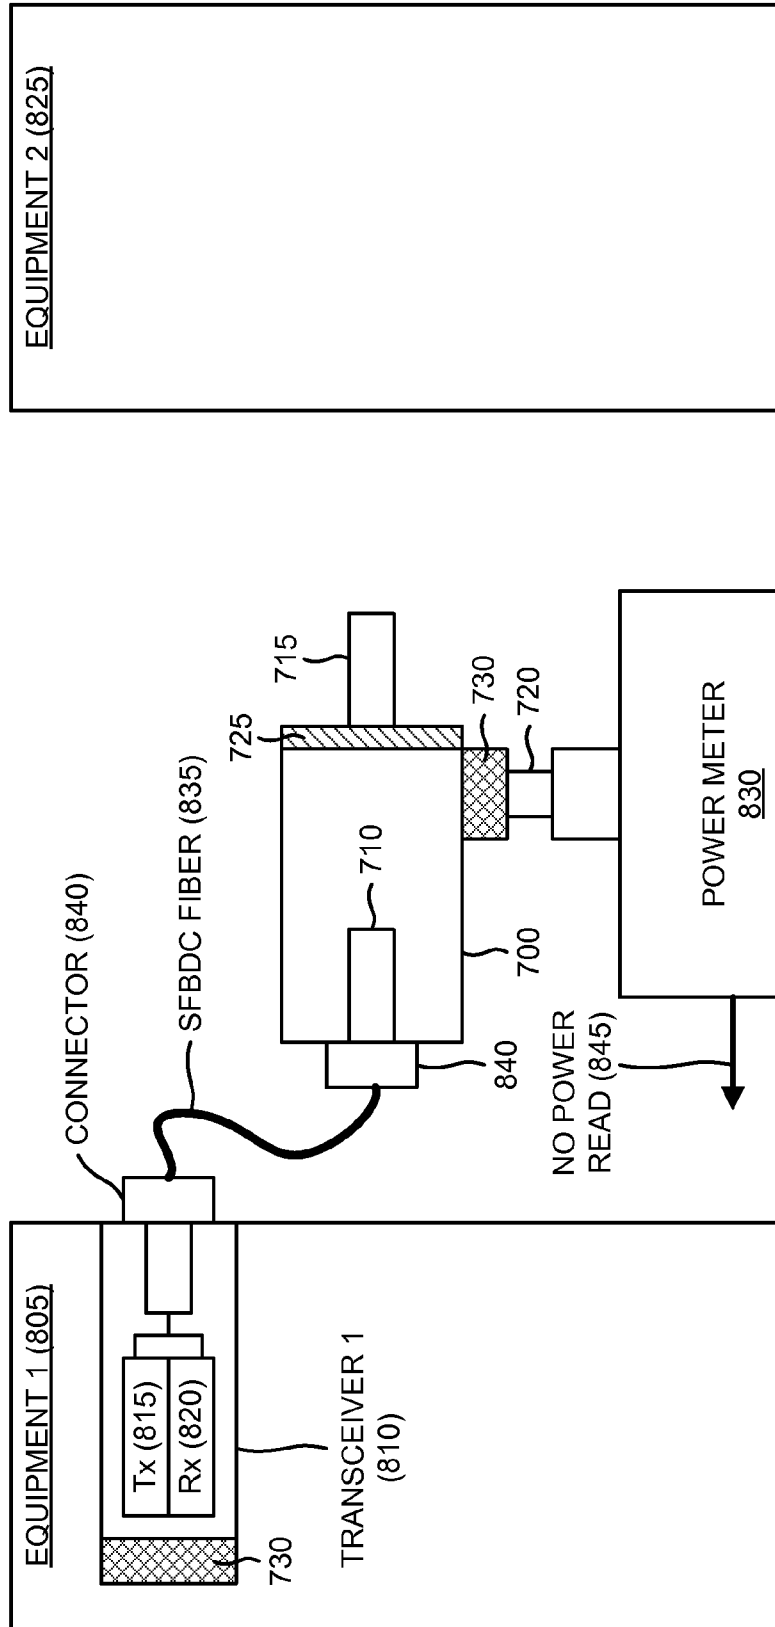 EQUIPMENT 1 (805)
730
Tx (815)
Rx (820)
TRANSCEIVER 1
(810)
CONNECTOR (840)
SFBDC FIBER (835)
840
710
700
725
715
730
720
NO POWER
READ (845)
POWER METER
830
EQUIPMENT 2 (825)